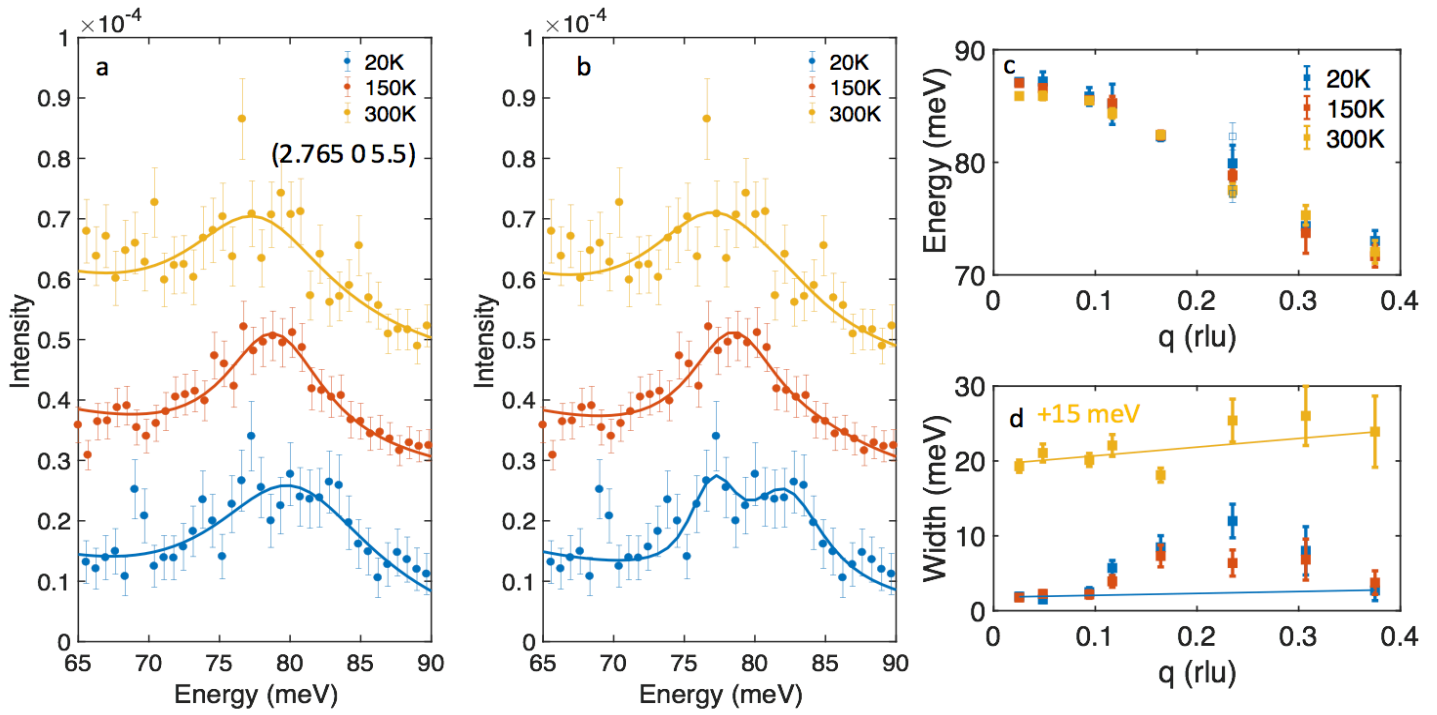 ×10-4
1
0.9
0.8
0.7
0.6
0.5
0.4
0.3
0.2
0.1
0
65 70 75 80 85 90
Intensity
Energy (meV)
a
20K
150K
300K
(2.765 0 5.5)
×10-4
1
0.9
0.8
0.7
0.6
0.5
0.4
0.3
0.2
0.1
0
65 70 75 80 85 90
Intensity
Energy (meV)
b
20K
150K
300K
90
80
70
0 0.1 0.2 0.3 0.4
Energy (meV)
q (rlu)
c
20K
150K
300K
30
20
10
0
0 0.1 0.2 0.3 0.4
Width (meV)
q (rlu)
d +15 meV